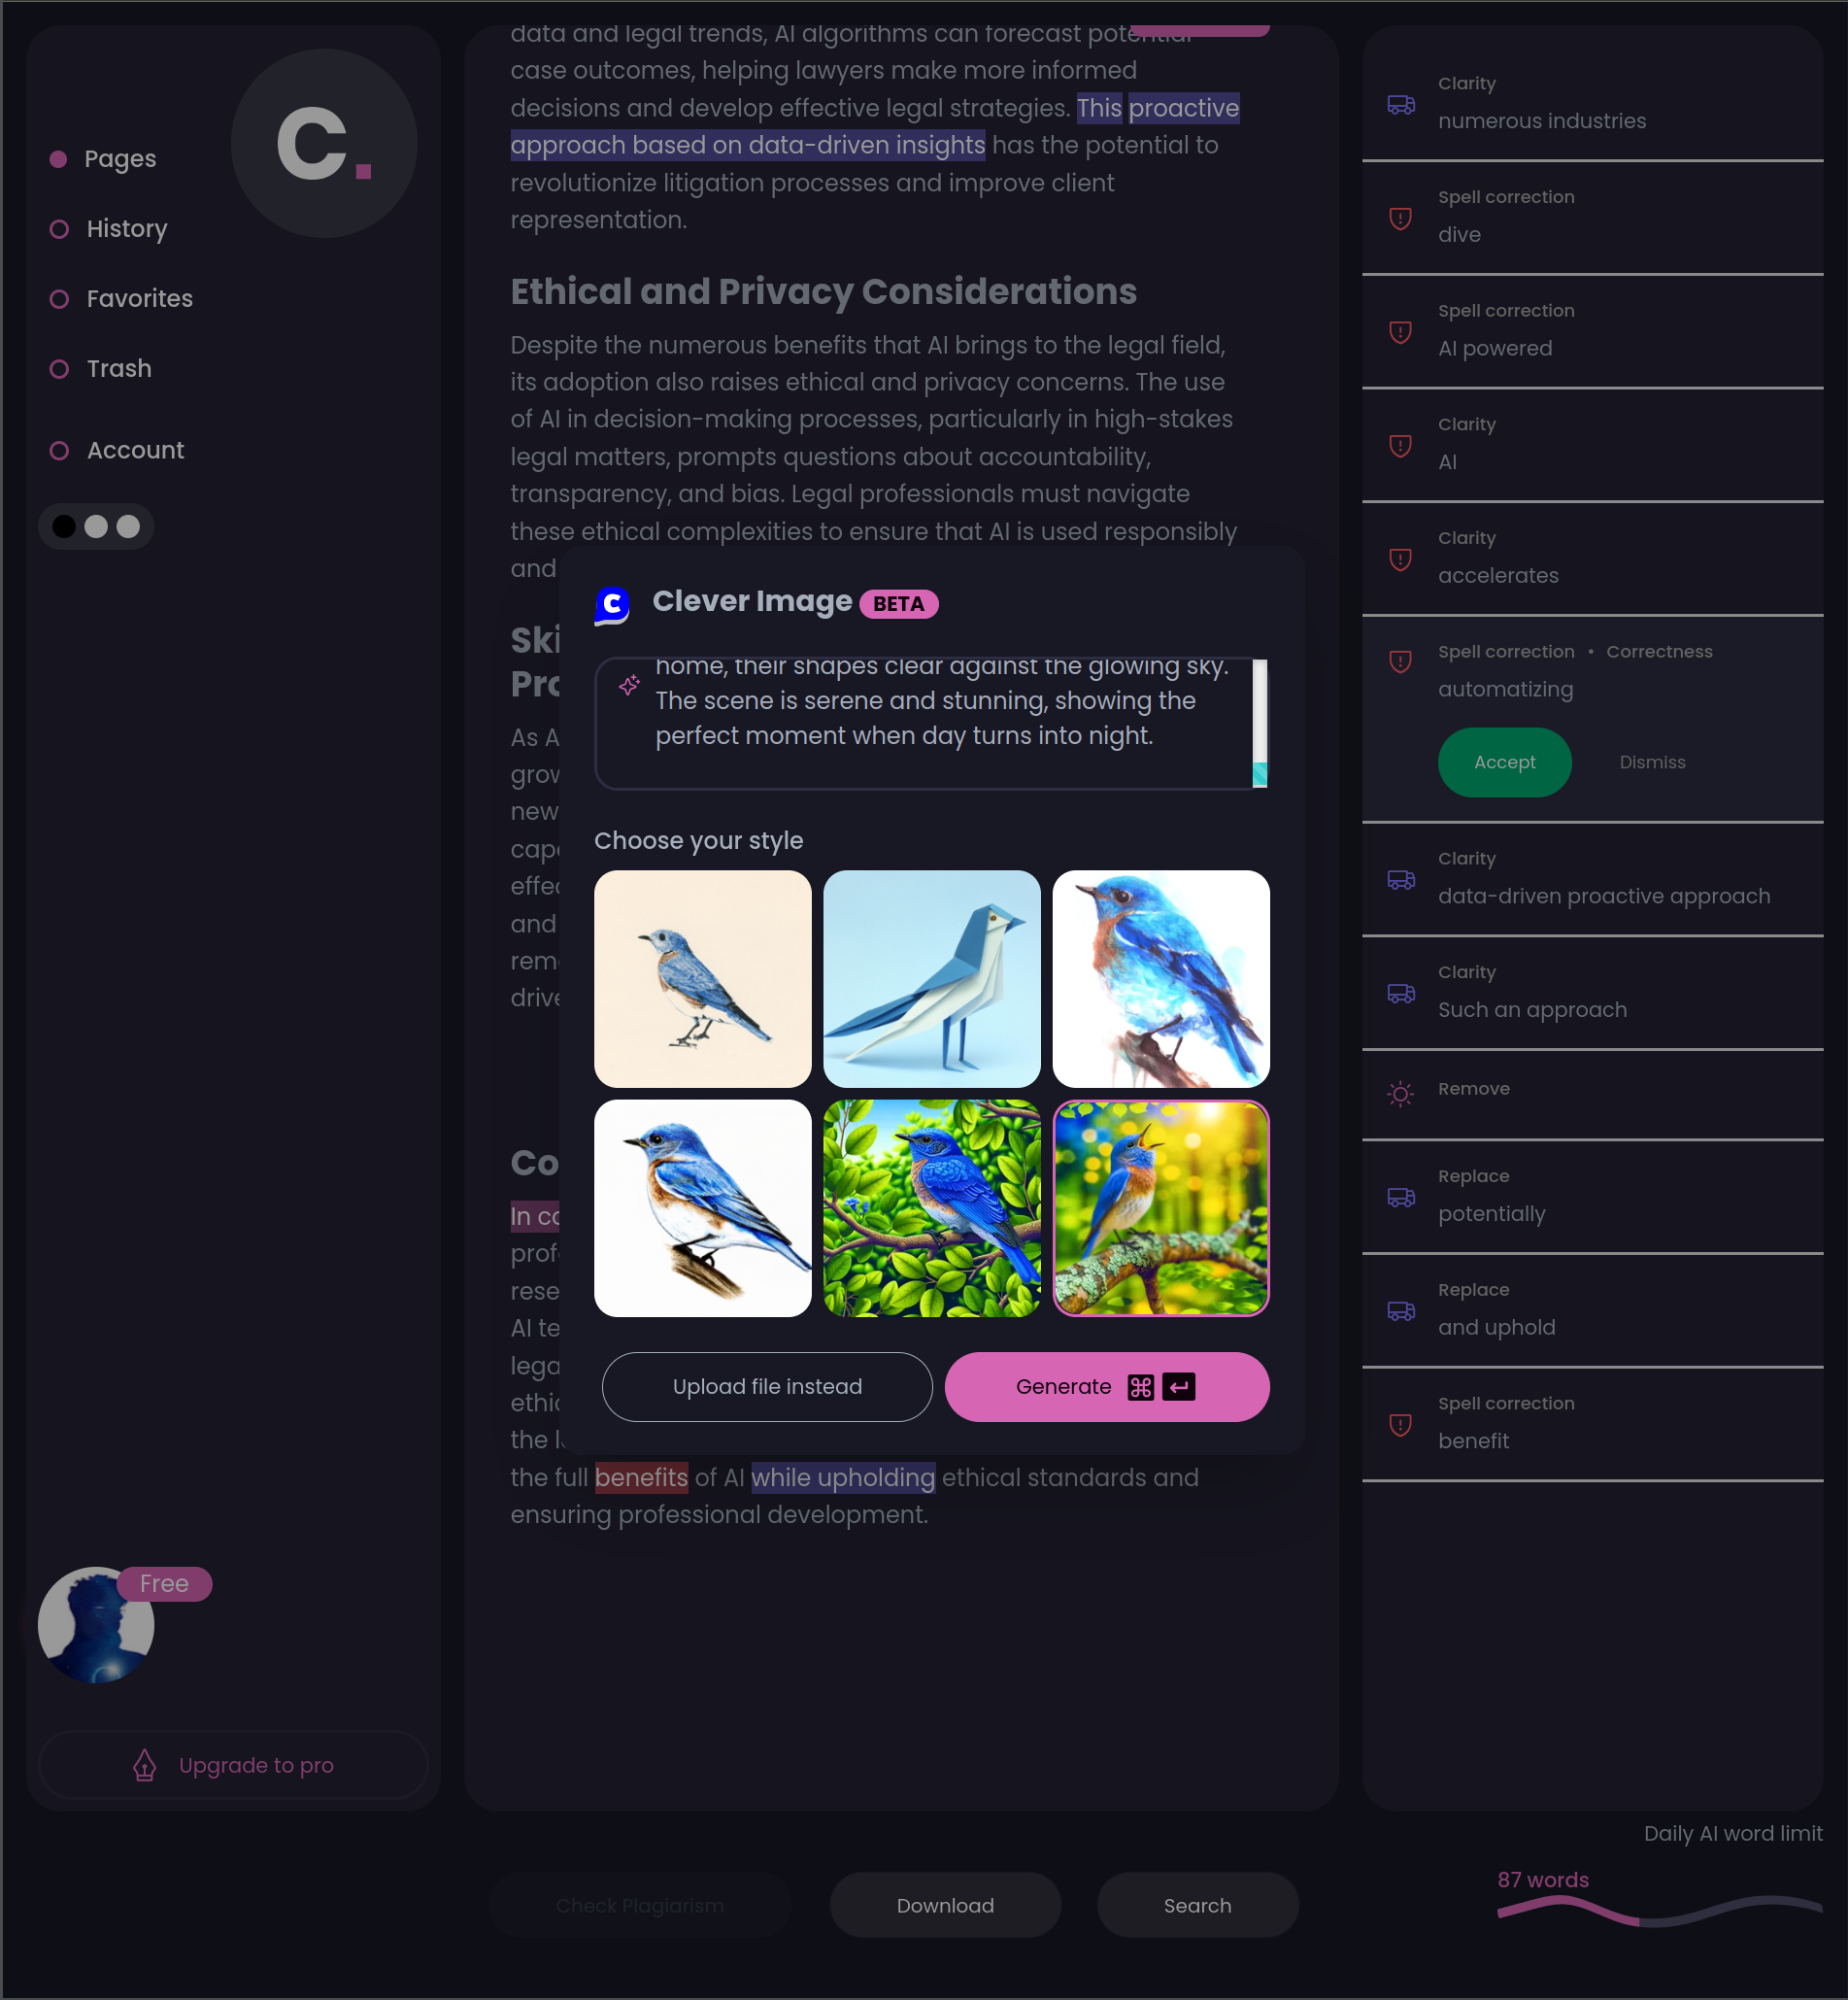 C.
Pages
History
Favorites
Trash
Account
Free
Upgrade to pro
data and legal trends, AI algorithms can forecast potential
case outcomes, helping lawyers make more informed
decisions and develop effective legal strategies. This proactive
approach based on data-driven insights has the potential to
revolutionize litigation processes and improve client
representation.
Ethical and Privacy Considerations
Despite the numerous benefits that AI brings to the legal field,
its adoption also raises ethical and privacy concerns. The use
of AI in decision-making processes, particularly in high-stakes
legal matters, prompts questions about accountability,
transparency, and bias. Legal professionals must navigate
these ethical complexities to ensure that AI is used responsibly
and
Ski
Pro
As A
grow
new
capa
effec
and
reme
drive
Co
In co
profe
rese
AI te
lega
ethic
the l
the full benefits of AI while upholding ethical standards and
ensuring professional development.
C
Clever Image BETA
home, their shapes clear against the glowing sky.
The scene is serene and stunning, showing the
perfect moment when day turns into night.
Choose your style
Upload file instead
Generate ⌘ ↵
Clarity
numerous industries
Spell correction
dive
Spell correction
AI powered
Clarity
AI
Clarity
accelerates
Spell correction • Correctness
automatizing
Accept
Dismiss
Clarity
data-driven proactive approach
Clarity
Such an approach
Remove
Replace
potentially
Replace
and uphold
Spell correction
benefit
Daily AI word limit
87 words
Check Plagiarism
Download
Search